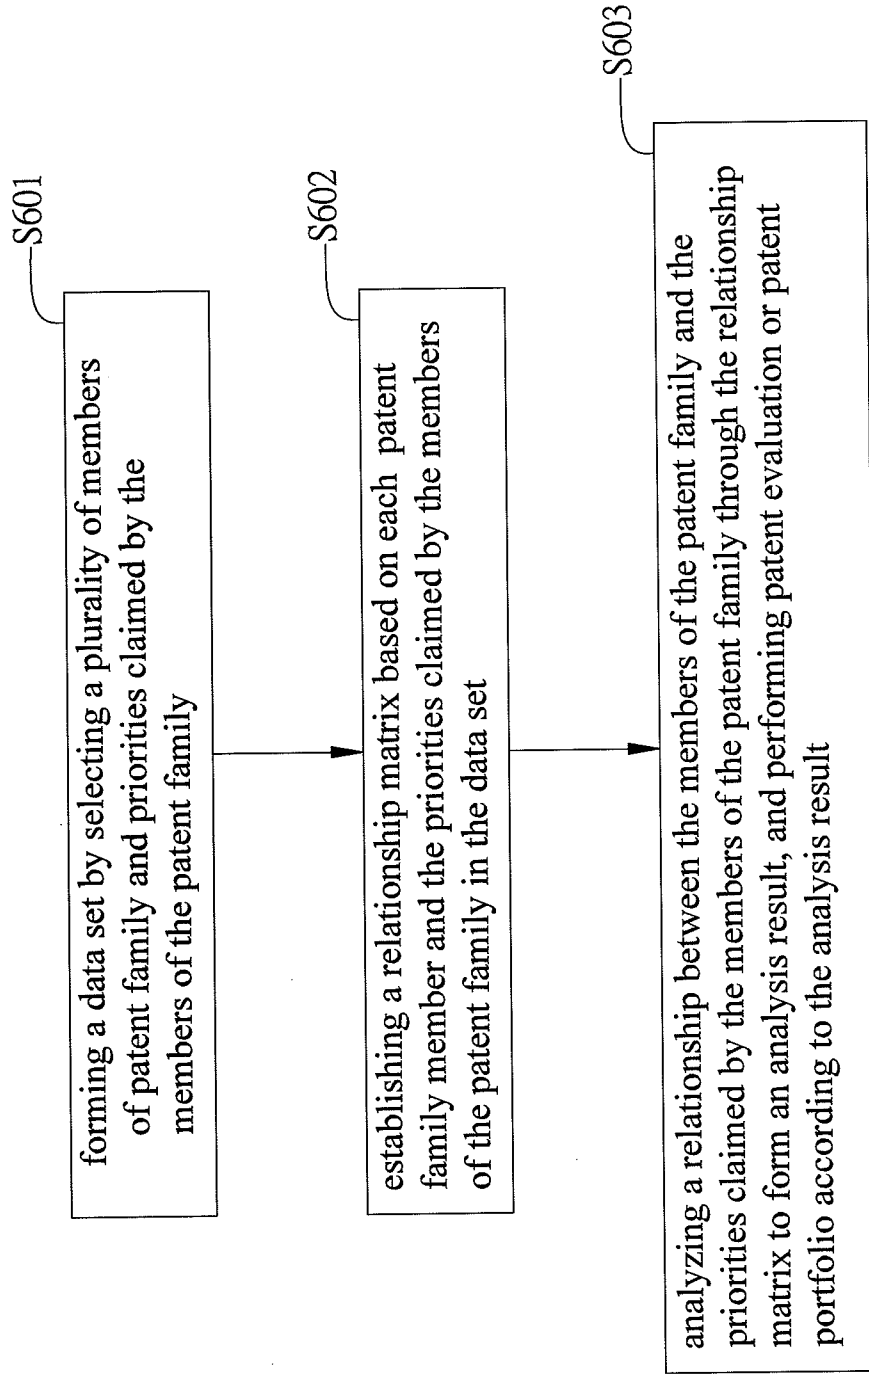 S601
forming a data set by selecting a plurality of members
of patent family and priorities claimed by the
members of the patent family
S602
establishing a relationship matrix based on each patent
family member and the priorities claimed by the members
of the patent family in the data set
S603
analyzing a relationship between the members of the patent family and the
priorities claimed by the members of the patent family through the relationship
matrix to form an analysis result, and performing patent evaluation or patent
portfolio according to the analysis result